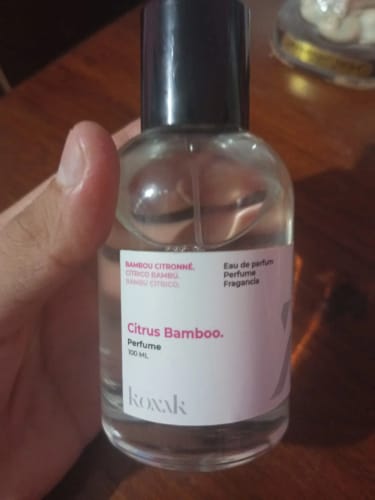 BAMBOU CITRONNÉ.
CÍTRICO BAMBÚ.
BAMBU CÍTRICO.
Eau de parfum
Perfume
Fragancia
Citrus Bamboo.
Perfume
100 ML
koxak